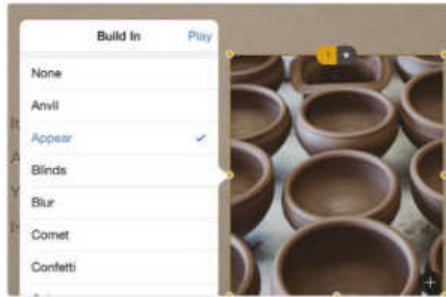 Build In
Play
None
Anvil
Appear
Blinds
Blur
Comet
Confetti